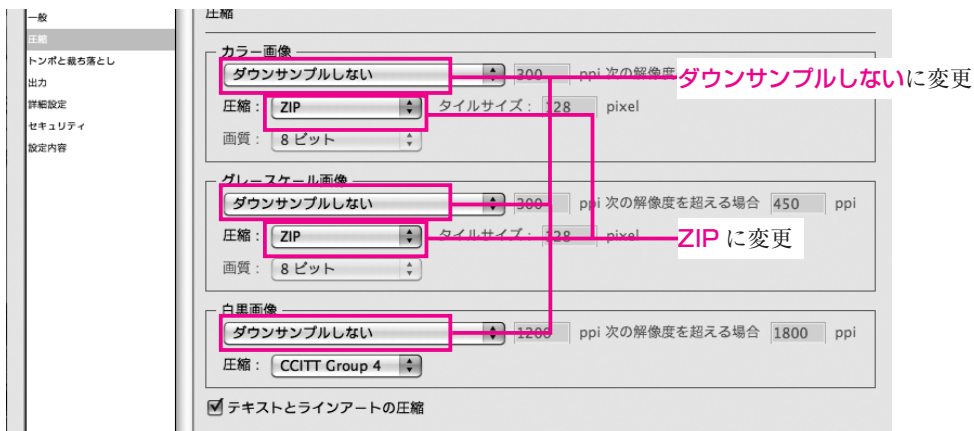 一般
圧縮
トンボと裁ち落とし
出力
詳細設定
セキュリティ
設定内容
圧縮
カラー画像
ダウンサンプルしない 300 ppi 次の解像度
ダウンサンプルしないに変更
圧縮： ZIP タイルサイズ： 128 pixel
画質： 8 ビット
グレースケール画像
ダウンサンプルしない 300 ppi 次の解像度を超える場合 450 ppi
圧縮： ZIP タイルサイズ： 128 pixel
ZIP に変更
画質： 8 ビット
白黒画像
ダウンサンプルしない 1200 ppi 次の解像度を超える場合 1800 ppi
圧縮： CCITT Group 4
テキストとラインアートの圧縮